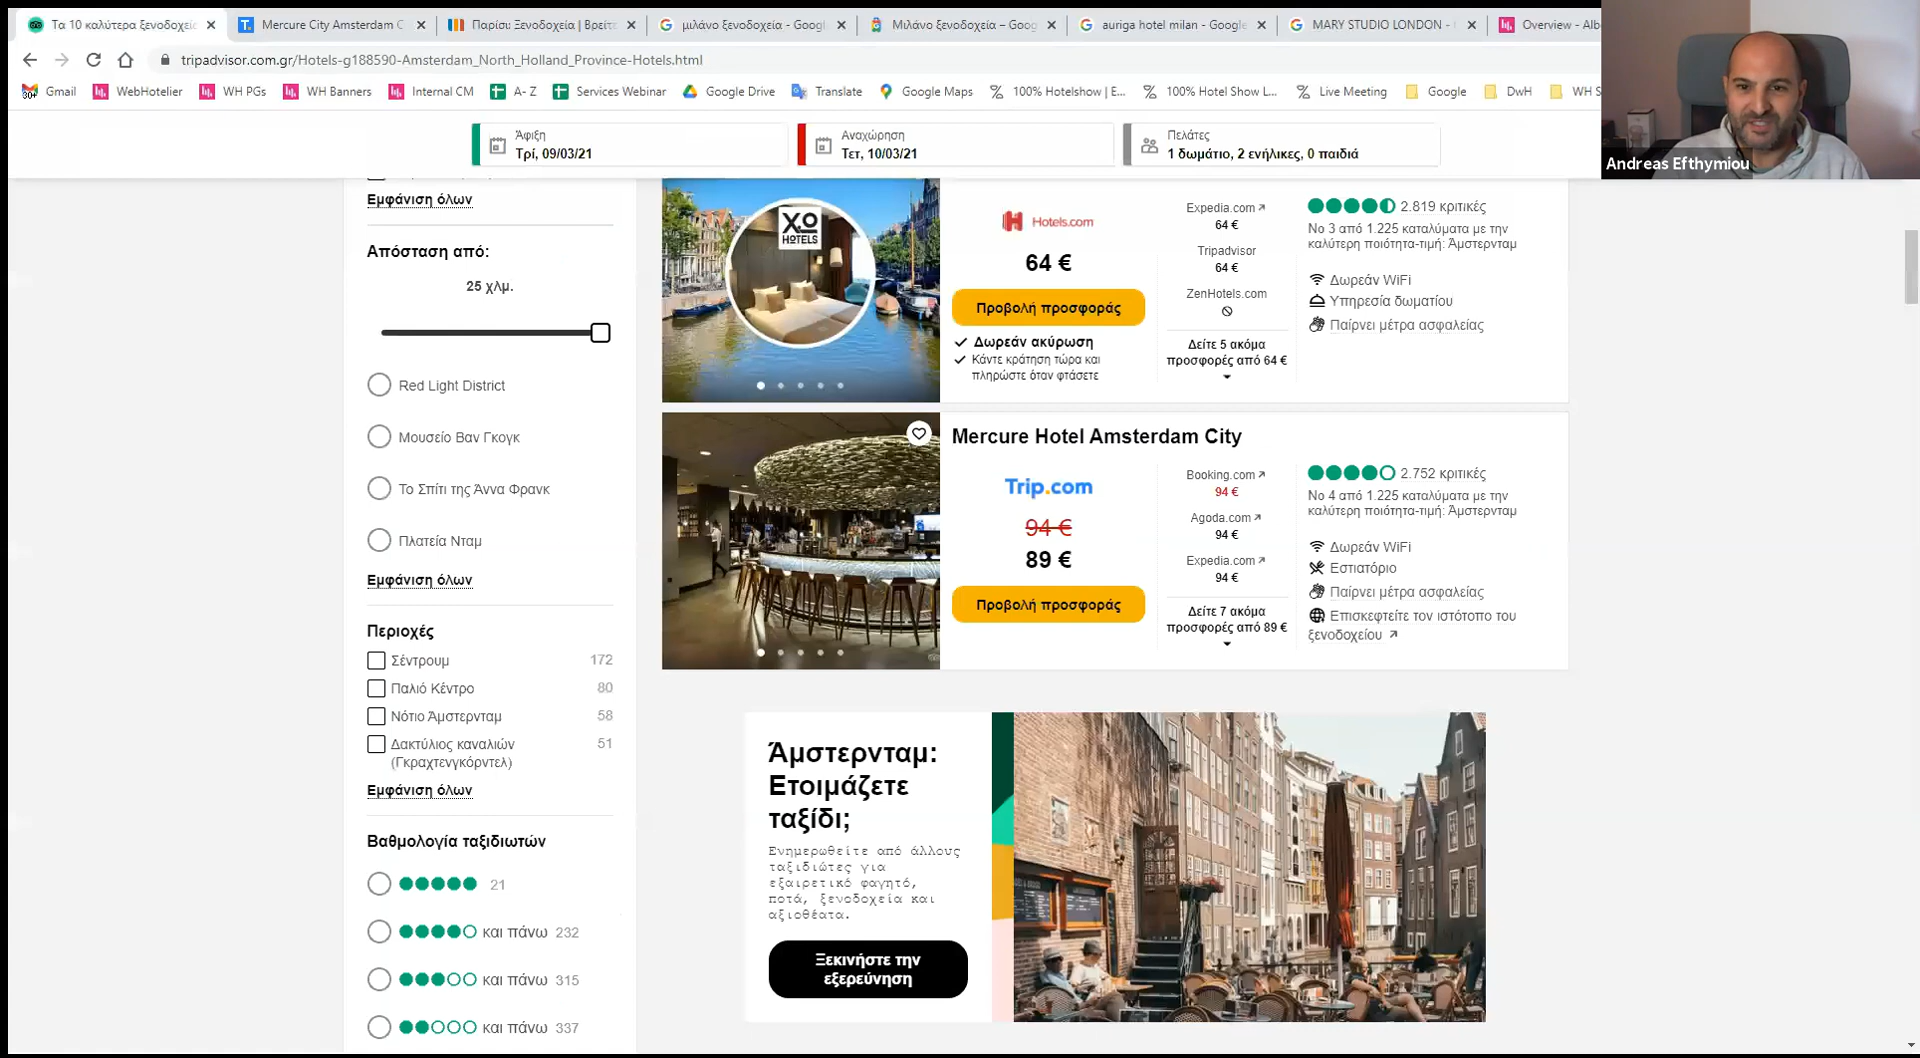 Τα 10 καλύτερα ξενοδοχεία
Mercure City Amsterdam C
Παρίσι Ξενοδοχεία | Βρείτε
μιλάνο ξενοδοχεία - Googl
Μιλάνο ξενοδοχεία – Goog
auriga hotel milan - Google
MARY STUDIO LONDON -
Overview - Alb
tripadvisor.com.gr/Hotels-g188590-Amsterdam_North_Holland_Province-Hotels.html
Gmail
WebHotelier
WH PGs
WH Banners
Internal CM
A- Z
Services Webinar
Google Drive
Translate
Google Maps
100% Hotelshow | E...
100% Hotel Show L...
Live Meeting
Google
DwH
WH S
Andreas Efthymiou
Άφιξη
Τρί, 09/03/21
Αναχώρηση
Τετ, 10/03/21
Πελάτες
1 δωμάτιο, 2 ενήλικες, 0 παιδιά
Εμφάνιση όλων
Απόσταση από:
25 χλμ.
Red Light District
Μουσείο Βαν Γκογκ
Το Σπίτι της Άννα Φρανκ
Πλατεία Νταμ
Εμφάνιση όλων
Περιοχές
Σέντρουμ 172
Παλιό Κέντρο 80
Νότιο Άμστερνταμ 58
Δακτύλιος καναλιών 51
(Γκραχτενγκόρντελ)
Εμφάνιση όλων
Βαθμολογία ταξιδιωτών
21
και πάνω 232
και πάνω 315
και πάνω 337
XO
HOTELS
Hotels.com
64 €
Προβολή προσφοράς
Δωρεάν ακύρωση
Κάντε κράτηση τώρα και
πληρώστε όταν φτάσετε
Expedia.com
64 €
Tripadvisor
64 €
ZenHotels.com
Δείτε 5 ακόμα
προσφορές από 64 €
2.819 κριτικές
Νο 3 από 1.225 καταλύματα με την
καλύτερη ποιότητα-τιμή: Άμστερνταμ
Δωρεάν WiFi
Υπηρεσία δωματίου
Παίρνει μέτρα ασφαλείας
Mercure Hotel Amsterdam City
Trip.com
94 €
89 €
Προβολή προσφοράς
Booking.com
94 €
Agoda.com
94 €
Expedia.com
94 €
Δείτε 7 ακόμα
προσφορές από 89 €
2.752 κριτικές
Νο 4 από 1.225 καταλύματα με την
καλύτερη ποιότητα-τιμή: Άμστερνταμ
Δωρεάν WiFi
Εστιατόριο
Παίρνει μέτρα ασφαλείας
Επισκεφτείτε τον ιστότοπο του
ξενοδοχείου
Άμστερνταμ:
Ετοιμάζετε
ταξίδι;
Ενημερωθείτε από άλλους
ταξιδιώτες για
εξαιρετικό φαγητό,
ποτά, ξενοδοχεία και
αξιοθέατα.
Ξεκινήστε την
εξερεύνηση